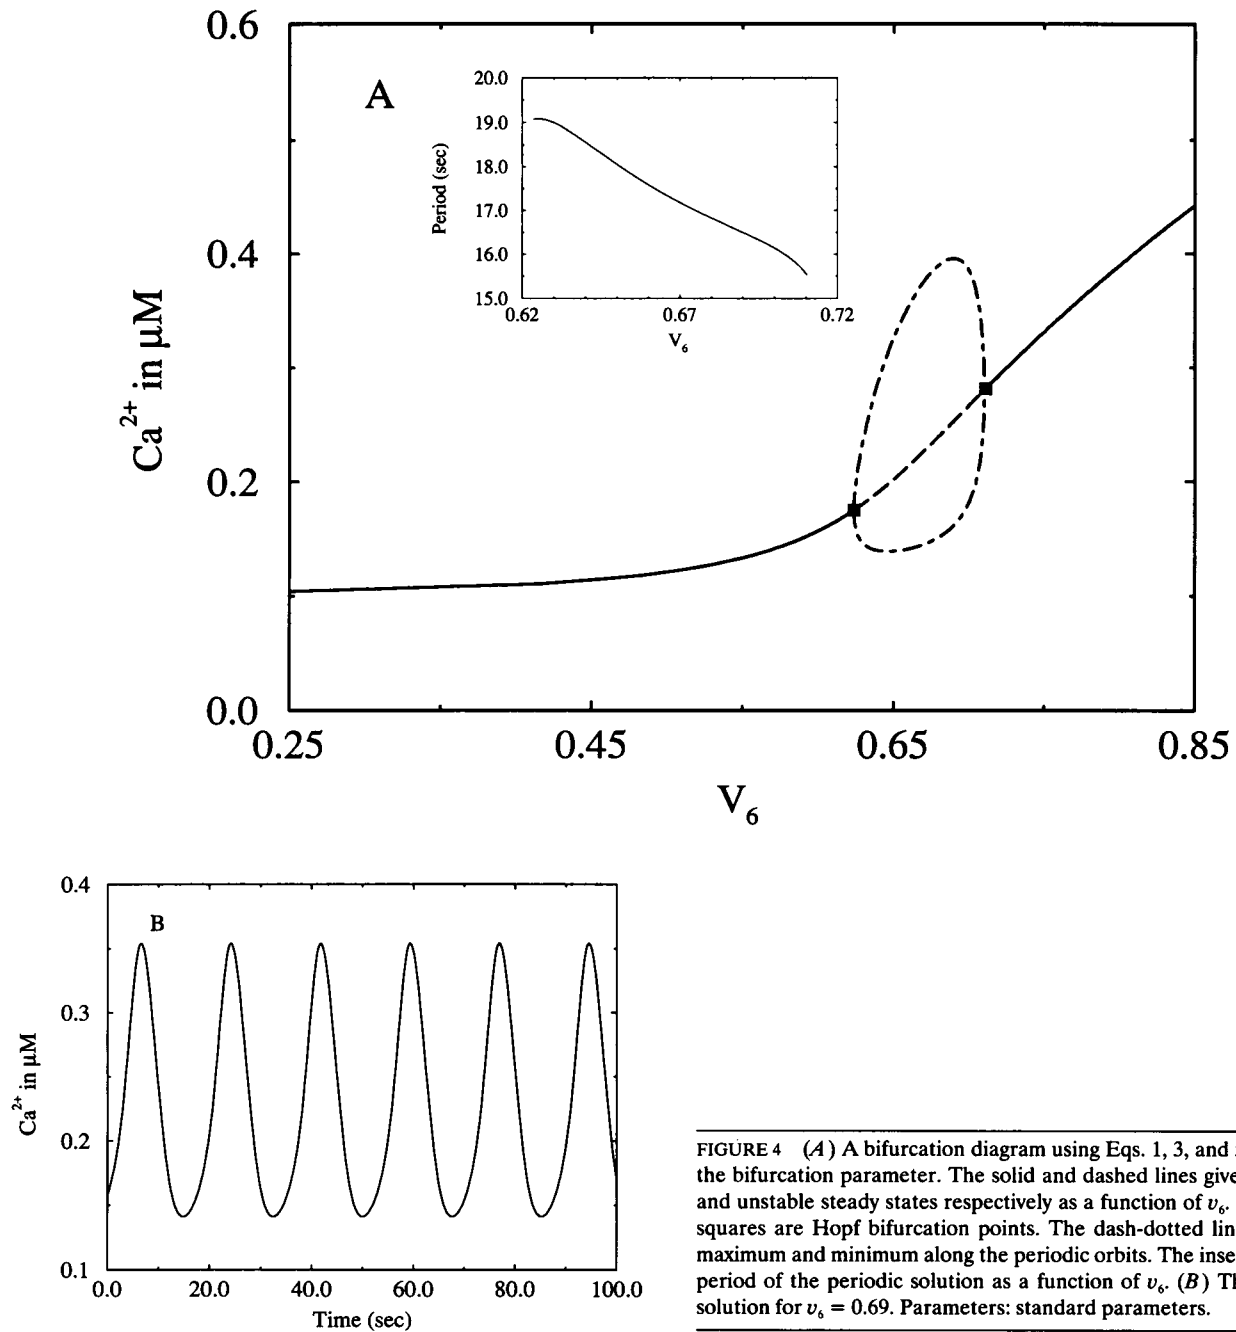 0.6
A
20.0
19.0
18.0
17.0
16.0
15.0
Period (sec)
0.62 0.67 0.72
V6
0.4
0.2
0.0
Ca2+ in μM
0.25 0.45 0.65 0.85
V6
0.4
B
0.3
0.2
0.1
Ca2+ in μM
0.0 20.0 40.0 60.0 80.0 100.0
Time (sec)
FIGURE 4 (A) A bifurcation diagram using Eqs. 1, 3, and
the bifurcation parameter. The solid and dashed lines give
and unstable steady states respectively as a function of v6.
squares are Hopf bifurcation points. The dash-dotted lin
maximum and minimum along the periodic orbits. The inse
period of the periodic solution as a function of v6. (B) Th
solution for v6 = 0.69. Parameters: standard parameters.